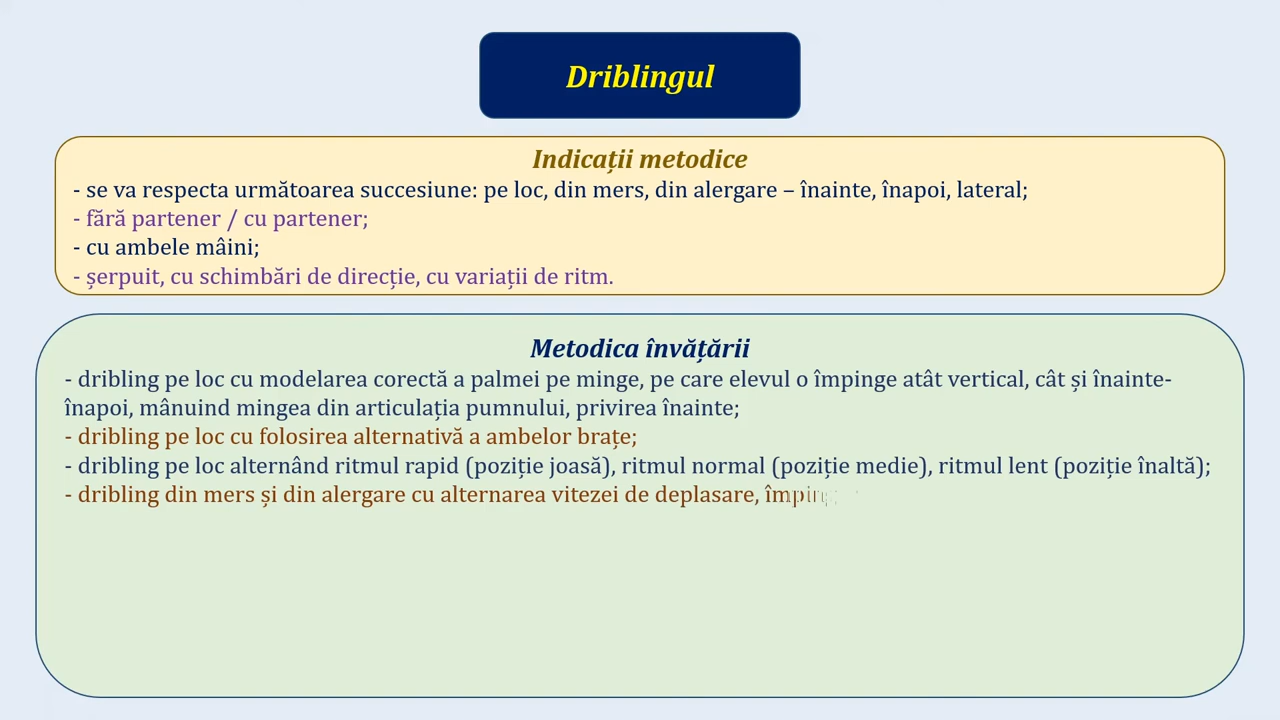 Driblingul
Indicații metodice
- se va respecta următoarea succesiune: pe loc, din mers, din alergare – înainte, înapoi, lateral;
- fără partener / cu partener;
- cu ambele mâini;
- șerpuit, cu schimbări de direcție, cu variații de ritm.
Metodica învățării
- dribling pe loc cu modelarea corectă a palmei pe minge, pe care elevul o împinge atât vertical, cât și înainte-
înapoi, mânuind mingea din articulația pumnului, privirea înainte;
- dribling pe loc cu folosirea alternativă a ambelor brațe;
- dribling pe loc alternând ritmul rapid (poziție joasă), ritmul normal (poziție medie), ritmul lent (poziție înaltă);
- dribling din mers și din alergare cu alternarea vitezei de deplasare,